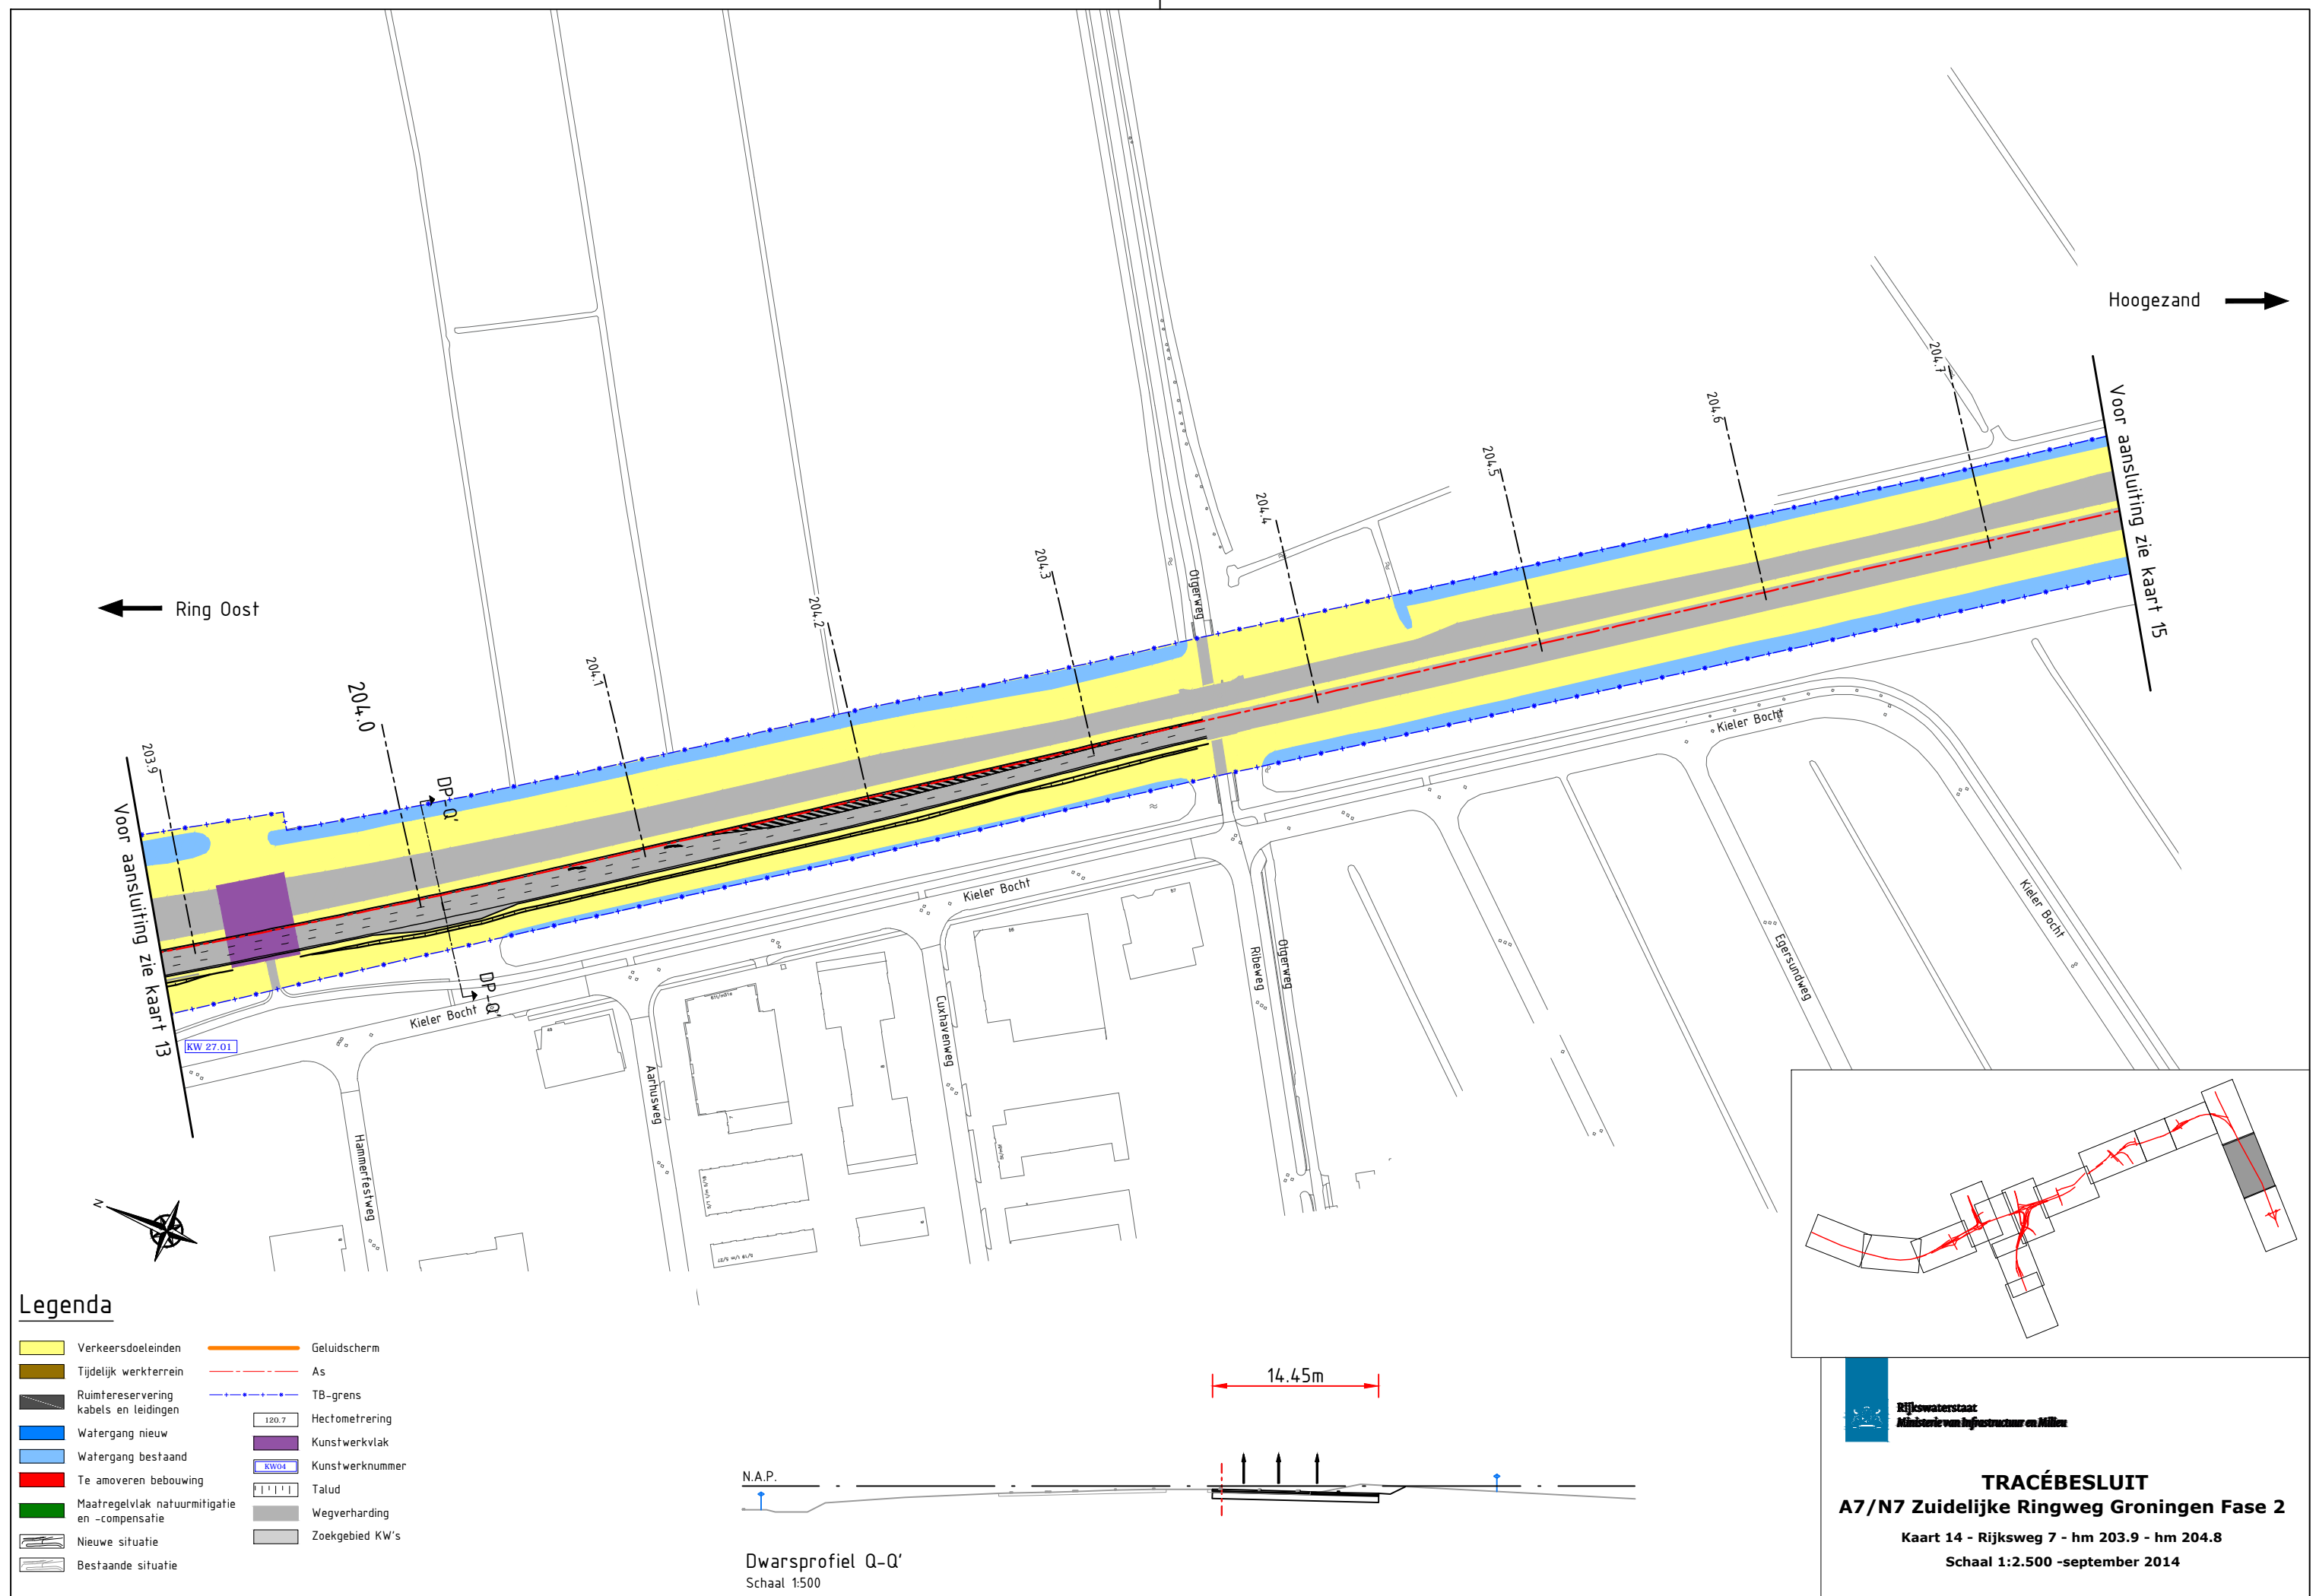 Hoogezand
Voor aansluiting zie kaart 15
204.7
204.6
204.5
204.4
204.3
204.2
204.1
204.0
203.9
Ring Oost
Olgerweg
DP-Q'
DP-Q'
Voor aansluiting zie kaart 13
KW 27.01
Kieler Bocht
Kieler Bocht
Kieler Bocht
Kieler Bocht
Hammerfestweg
Aarhusweg
Cuxhavenweg
Ribeweg
Olgerweg
Egersundweg
N
Legenda
Verkeersdoeleinden
Tijdelijk werkterrein
Ruimtereservering
kabels en leidingen
Watergang nieuw
Watergang bestaand
Te amoveren bebouwing
Maatregelvlak natuurmitigatie
en -compensatie
Nieuwe situatie
Bestaande situatie
Geluidscherm
As
TB-grens
120.7 Hectometrering
Kunstwerkvlak
KW04 Kunstwerknummer
Talud
Wegverharding
Zoekgebied KW's
14.45m
N.A.P.
Dwarsprofiel Q-Q'
Schaal 1:500
Rijkswaterstaat
Ministerie van Infrastructuur en Milieu
TRACÉBESLUIT
A7/N7 Zuidelijke Ringweg Groningen Fase 2
Kaart 14 - Rijksweg 7 - hm 203.9 - hm 204.8
Schaal 1:2.500 -september 2014